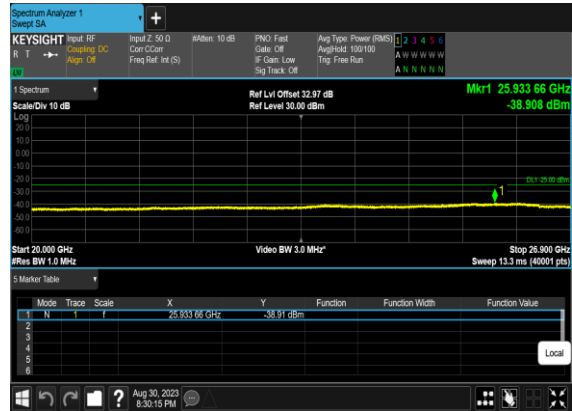 Spectrum Analyzer 1
Swept SA
KEYSIGHT Input: RF Input Z: 50 Ω #Atten: 10 dB PNO: Fast Avg Type: Power (RMS) 1 2 3 4 5 6
R T Coupling: DC Corr CCorr Gate: Off Avg|Hold: 100/100 A W W W W W
Align: Off Freq Ref: Int (S) IF Gain: Low Trig: Free Run
Sig Track: Off A N N N N N
1 Spectrum Ref Lvl Offset 32.97 dB Mkr1 25.933 66 GHz
Scale/Div 10 dB Ref Level 30.00 dBm -38.908 dBm
Log
20.0
10.0
0.00
-10.0
-20.0
DL1 -25.00 dBm
-30.0
1
-40.0
-50.0
-60.0
Start 20.000 GHz Video BW 3.0 MHz* Stop 26.900 GHz
#Res BW 1.0 MHz Sweep 13.3 ms (40001 pts)
5 Marker Table
Mode Trace Scale X Y Function Function Width Function Value
1 N 1 f 25.933 66 GHz -38.91 dBm
2
3
4
5
6
Local
? Aug 30, 2023
8:30:15 PM